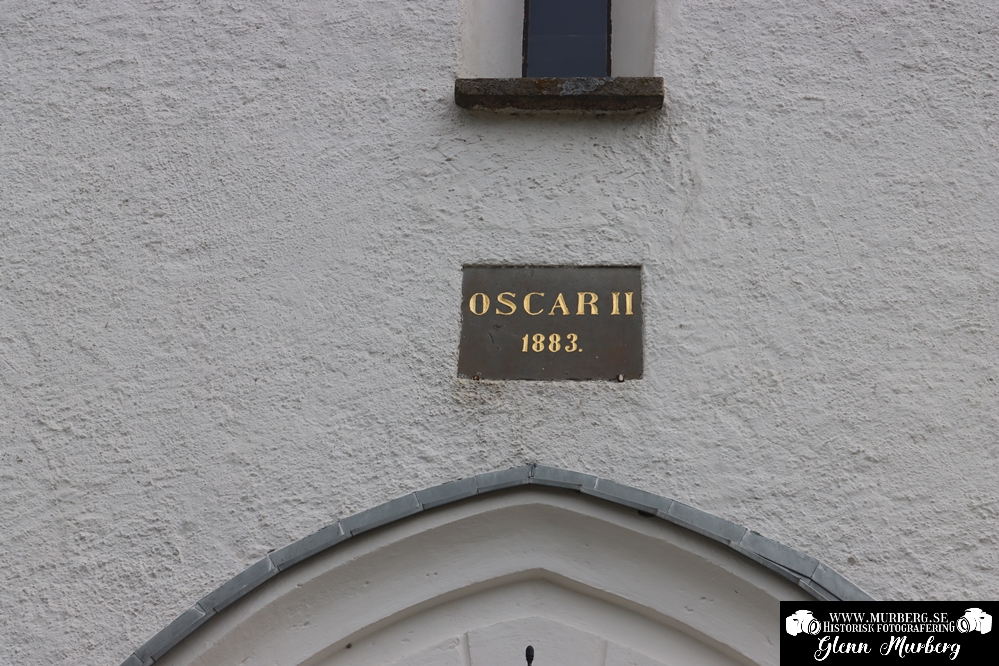 OSCAR II
1883.
WWW.MURBERG.SE
HISTORISK FOTOGRAFERING
Glenn Murberg